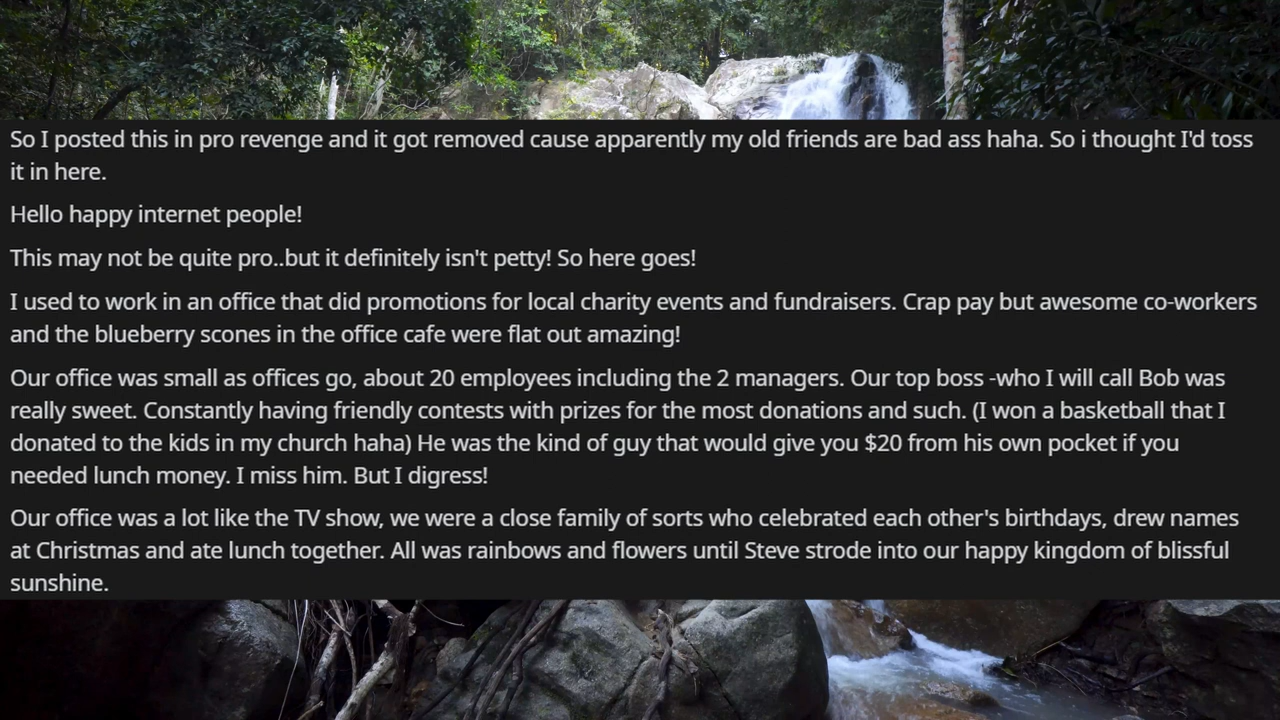 So I posted this in pro revenge and it got removed cause apparently my old friends are bad ass haha. So i thought I'd toss
it in here.
Hello happy internet people!
This may not be quite pro..but it definitely isn't petty! So here goes!
I used to work in an office that did promotions for local charity events and fundraisers. Crap pay but awesome co-workers
and the blueberry scones in the office cafe were flat out amazing!
Our office was small as offices go, about 20 employees including the 2 managers. Our top boss -who I will call Bob was
really sweet. Constantly having friendly contests with prizes for the most donations and such. (I won a basketball that I
donated to the kids in my church haha) He was the kind of guy that would give you $20 from his own pocket if you
needed lunch money. I miss him. But I digress!
Our office was a lot like the TV show, we were a close family of sorts who celebrated each other's birthdays, drew names
at Christmas and ate lunch together. All was rainbows and flowers until Steve strode into our happy kingdom of blissful
sunshine.